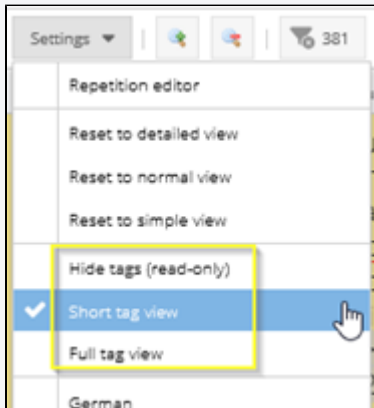 Settings
381
Repetition editor
Reset to detailed view
Reset to normal view
Reset to simple view
Hide tags (read-only)
Short tag view
Full tag view
German